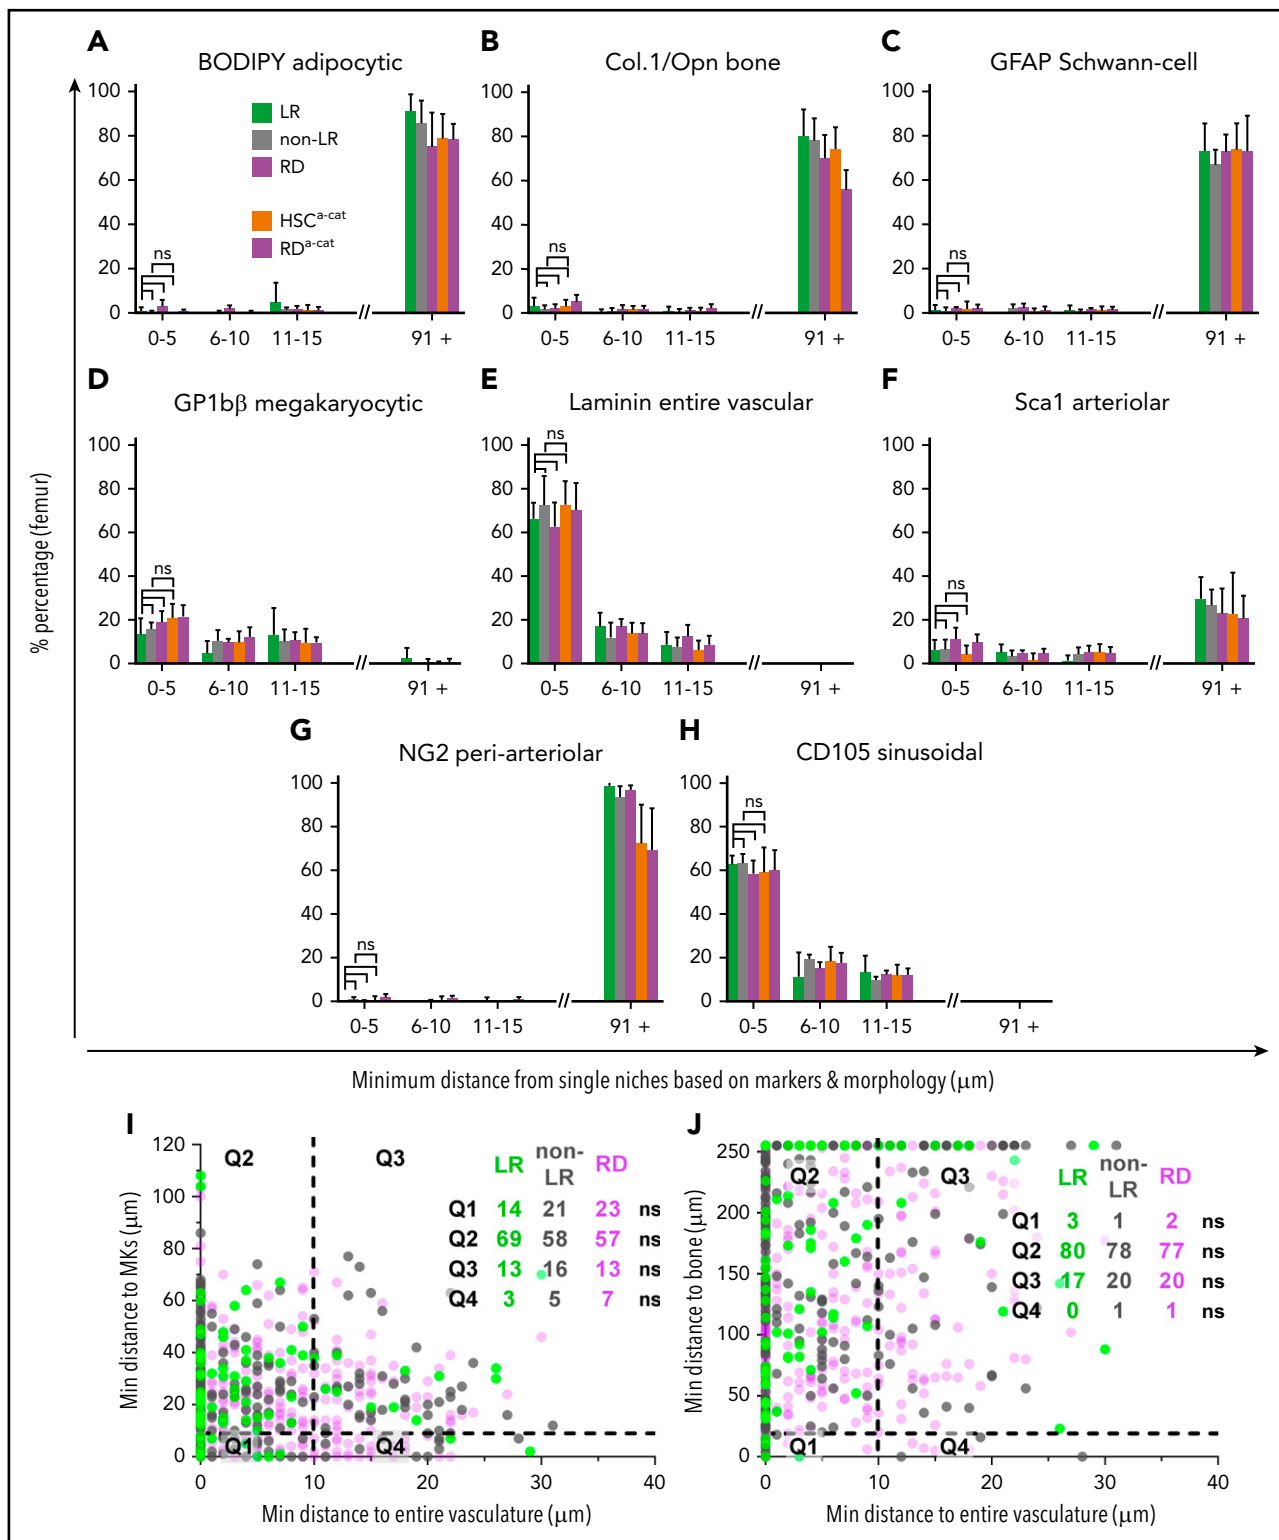 A
BODIPY adipocytic
100
80
60
40
20
0
LR
non-LR
RD
HSCa-cat
RDa-cat
ns
0-5
6-10
11-15
//
91 +
B
Col.1/Opn bone
100
80
60
40
20
0
ns
0-5
6-10
11-15
//
91 +
C
GFAP Schwann-cell
100
80
60
40
20
0
ns
0-5
6-10
11-15
//
91 +
% percentage (femur)
D
GP1bβ megakaryocytic
100
80
60
40
20
0
ns
0-5
6-10
11-15
//
91 +
E
Laminin entire vascular
100
80
60
40
20
0
ns
0-5
6-10
11-15
//
91 +
F
Sca1 arteriolar
100
80
60
40
20
0
ns
0-5
6-10
11-15
//
91 +
G
NG2 peri-arteriolar
100
80
60
40
20
0
ns
0-5
6-10
11-15
//
91 +
H
CD105 sinusoidal
100
80
60
40
20
0
ns
0-5
6-10
11-15
//
91 +
Minimum distance from single niches based on markers & morphology (μm)
I
Min distance to MKs (μm)
120
100
80
60
40
20
0
Q2
Q3
Q1
Q4
LR non-LR RD
Q1 14 21 23 ns
Q2 69 58 57 ns
Q3 13 16 13 ns
Q4 3 5 7 ns
0 10 20 30 40
Min distance to entire vasculature (μm)
J
Min distance to bone (μm)
250
200
150
100
50
0
Q2
Q3
Q1
Q4
LR non-LR RD
Q1 3 1 2 ns
Q2 80 78 77 ns
Q3 17 20 20 ns
Q4 0 1 1 ns
0 10 20 30 40
Min distance to entire vasculature (μm)